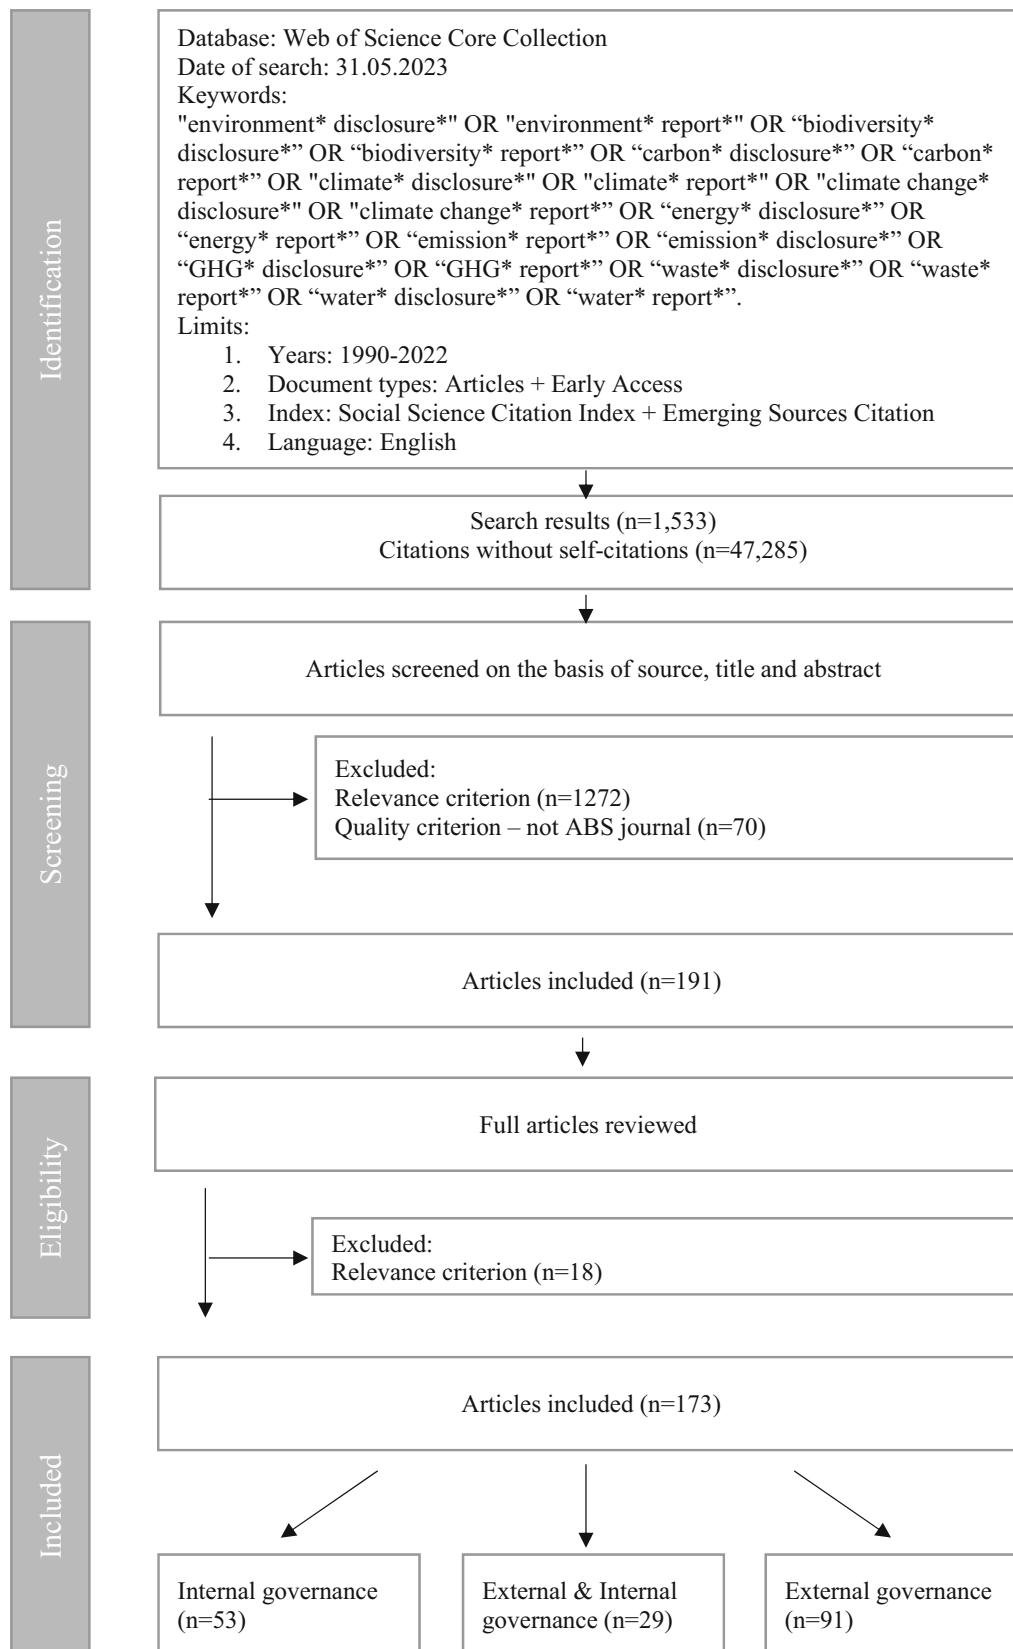 Identification
Database: Web of Science Core Collection
Date of search: 31.05.2023
Keywords:
"environment* disclosure*" OR "environment* report*" OR “biodiversity*
disclosure*” OR “biodiversity* report*” OR “carbon* disclosure*” OR “carbon*
report*” OR "climate* disclosure*" OR "climate* report*" OR "climate change*
disclosure*" OR "climate change* report*” OR “energy* disclosure*” OR
“energy* report*” OR “emission* report*” OR “emission* disclosure*” OR
“GHG* disclosure*” OR “GHG* report*” OR “waste* disclosure*” OR “waste*
report*” OR “water* disclosure*” OR “water* report*”.
Limits:
1. Years: 1990-2022
2. Document types: Articles + Early Access
3. Index: Social Science Citation Index + Emerging Sources Citation
4. Language: English
Search results (n=1,533)
Citations without self-citations (n=47,285)
Screening
Articles screened on the basis of source, title and abstract
Excluded:
Relevance criterion (n=1272)
Quality criterion – not ABS journal (n=70)
Articles included (n=191)
Eligibility
Full articles reviewed
Excluded:
Relevance criterion (n=18)
Included
Articles included (n=173)
Internal governance
(n=53)
External & Internal
governance (n=29)
External governance
(n=91)